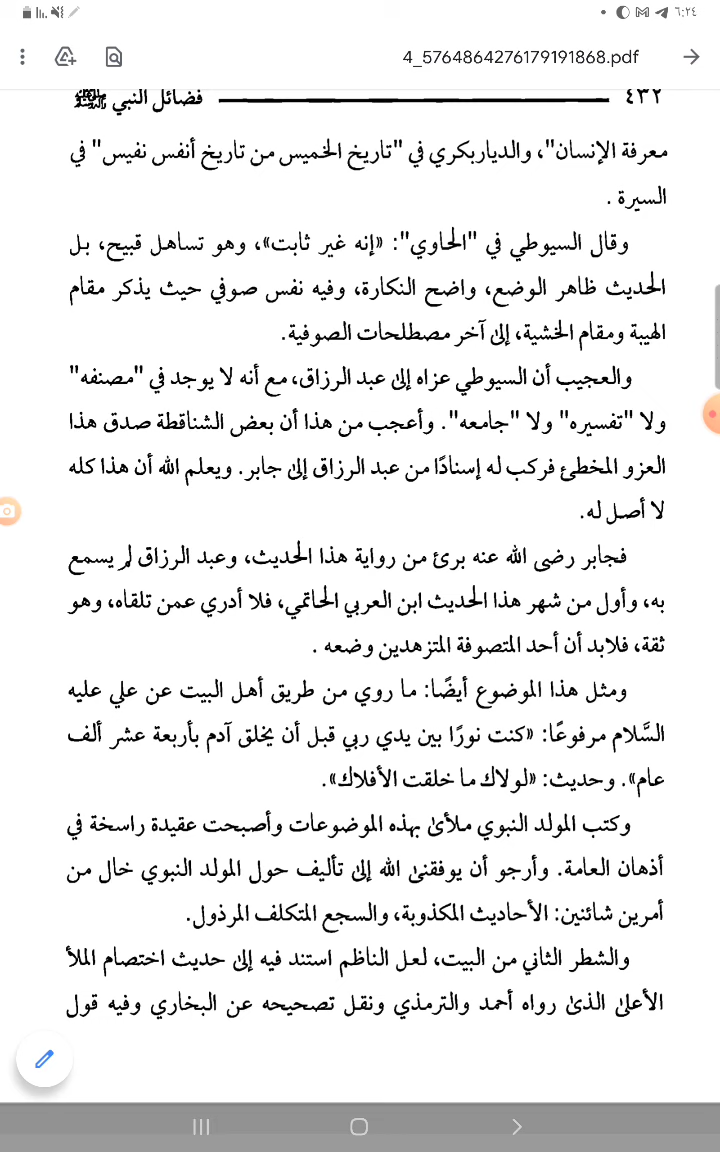 ٦:٢٤
4_5764864276179191868.pdf
٤٣٢ فضائل النبي ﷺ
معرفة الإنسان"، والدياربكري في "تاريخ الخميس من تاريخ أنفس نفيس" في
السيرة .
وقال السيوطي في "الحاوي": «إنه غير ثابت»، وهو تساهل قبيح، بل
الحديث ظاهر الوضع، واضح النكارة، وفيه نفس صوفي حيث يذكر مقام
الهيبة ومقام الخشية، إلى آخر مصطلحات الصوفية.
والعجيب أن السيوطي عزاه إلى عبد الرزاق، مع أنه لا يوجد في "مصنفه"
ولا "تفسيره" ولا "جامعه". وأعجب من هذا أن بعض الشناقطة صدق هذا
العزو المخطئ فركب له إسنادًا من عبد الرزاق إلى جابر. ويعلم الله أن هذا كله
لا أصل له.
فجابر رضى الله عنه برئ من رواية هذا الحديث، وعبد الرزاق لم يسمع
به، وأول من شهر هذا الحديث ابن العربي الحاتمي، فلا أدري عمن تلقاه، وهو
ثقة، فلابد أن أحد المتصوفة المتزهدين وضعه .
ومثل هذا الموضوع أيضًا: ما روي من طريق أهل البيت عن علي عليه
السَّلام مرفوعًا: «كنت نورًا بين يدي ربي قبل أن يخلق آدم بأربعة عشر ألف
عام». وحديث: «لولاك ما خلقت الأفلاك».
وكتب المولد النبوي ملأىٰ بهذه الموضوعات وأصبحت عقيدة راسخة في
أذهان العامة. وأرجو أن يوفقنىٰ الله إلىٰ تأليف حول المولد النبوي خال من
أمرين شائنين: الأحاديث المكذوبة، والسجع المتكلف المرذول.
والشطر الثاني من البيت، لعل الناظم استند فيه إلىٰ حديث اختصام الملأ
الأعلىٰ الذىٰ رواه أحمد والترمذي ونقل تصحيحه عن البخاري وفيه قول